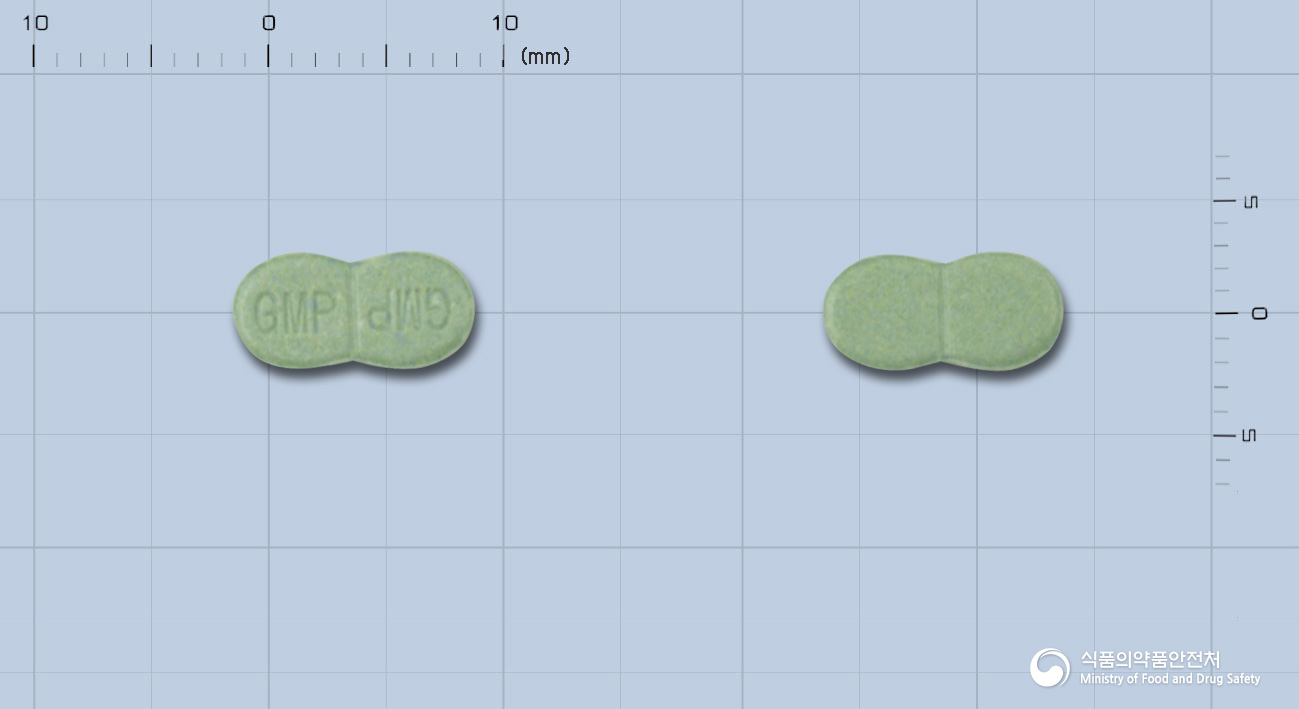 10 0 10
(mm)
5
GMP GMP
0
5
식품의약품안전처
Ministry of Food and Drug Safety